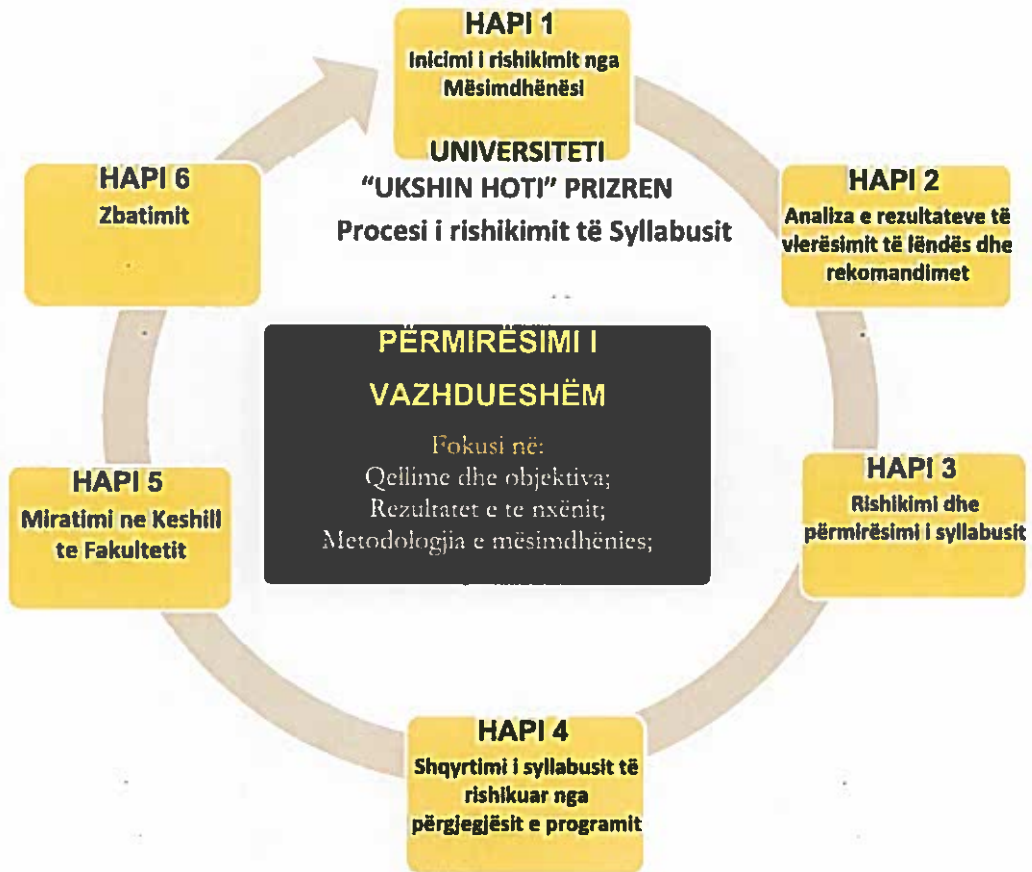 HAPI 1
Inicimi i rishikimit nga
Mësimdhënësi
UNIVERSITETI
“UKSHIN HOTI” PRIZREN
Procesi i rishikimit të Syllabusit
HAPI 2
Analiza e rezultateve të
vlerësimit të lëndës dhe
rekomandimet
HAPI 3
Rishikimi dhe
përmirësimi i syllabusit
HAPI 4
Shqyrtimi i syllabusit të
rishikuar nga
përgjegjësit e programit
HAPI 5
Miratimi ne Keshill
te Fakultetit
HAPI 6
Zbatimit
PËRMIRËSIMI I
VAZHDUESHËM
Fokusi në:
Qellime dhe objektiva;
Rezultatet e te nxënit;
Metodologjia e mësimdhënies;